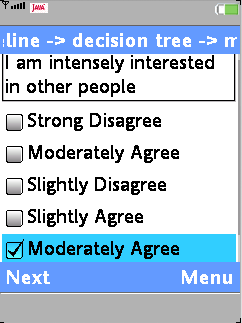 JAVA
line -> decision tree -> m
I am intensely interested
in other people
Strong Disagree
Moderately Agree
Slightly Disagree
Slightly Agree
Moderately Agree
Next Menu